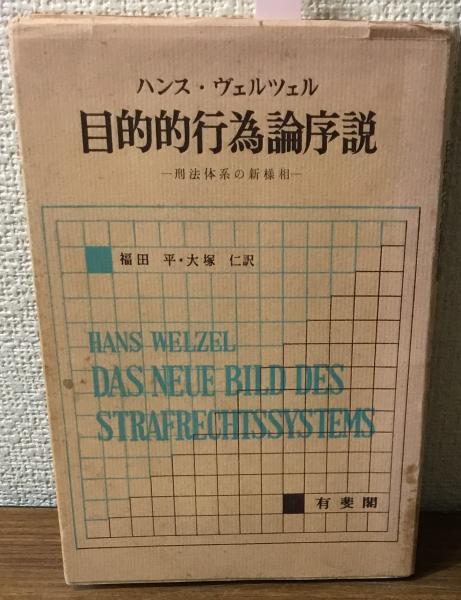 ハンス・ヴェルツェル
目的的行為論序説
―刑法体系の新様相―
福田 平・大塚 仁訳
HANS WELZEL
DAS NEUE BILD DES
STRAFRECHTSSYSTEMS
有斐閣